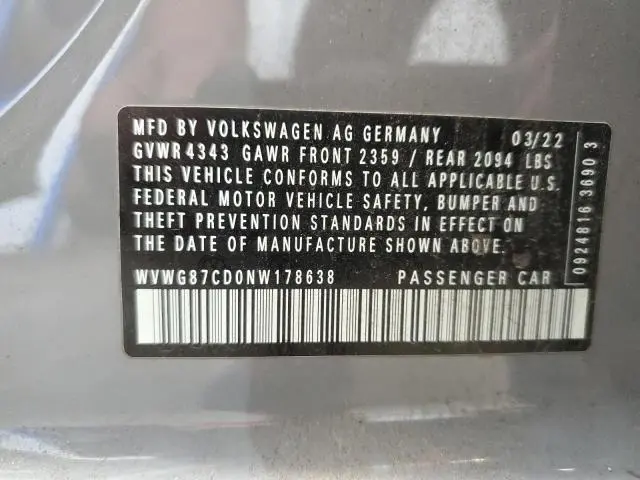 MFD BY VOLKSWAGEN AG GERMANY 03/22
GVWR 4343 GAWR FRONT 2359 / REAR 2094 LBS
THIS VEHICLE CONFORMS TO ALL APPLICABLE U.S.
FEDERAL MOTOR VEHICLE SAFETY, BUMPER AND
THEFT PREVENTION STANDARDS IN EFFECT ON
THE DATE OF MANUFACTURE SHOWN ABOVE.
WVWG87CD0NW178638 PASSENGER CAR
0924816 3690 3